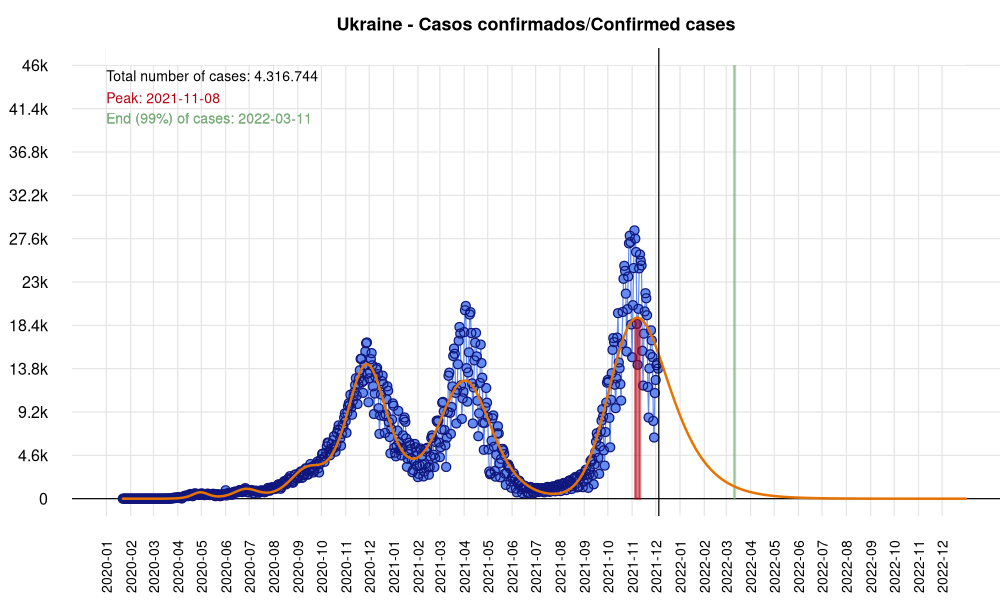 Ukraine - Casos confirmados/Confirmed cases
Total number of cases: 4.316.744
Peak: 2021-11-08
End (99%) of cases: 2022-03-11
46k
41.4k
36.8k
32.2k
27.6k
23k
18.4k
13.8k
9.2k
4.6k
0
2020-01
2020-02
2020-03
2020-04
2020-05
2020-06
2020-07
2020-08
2020-09
2020-10
2020-11
2020-12
2021-01
2021-02
2021-03
2021-04
2021-05
2021-06
2021-07
2021-08
2021-09
2021-10
2021-11
2021-12
2022-01
2022-02
2022-03
2022-04
2022-05
2022-06
2022-07
2022-08
2022-09
2022-10
2022-11
2022-12